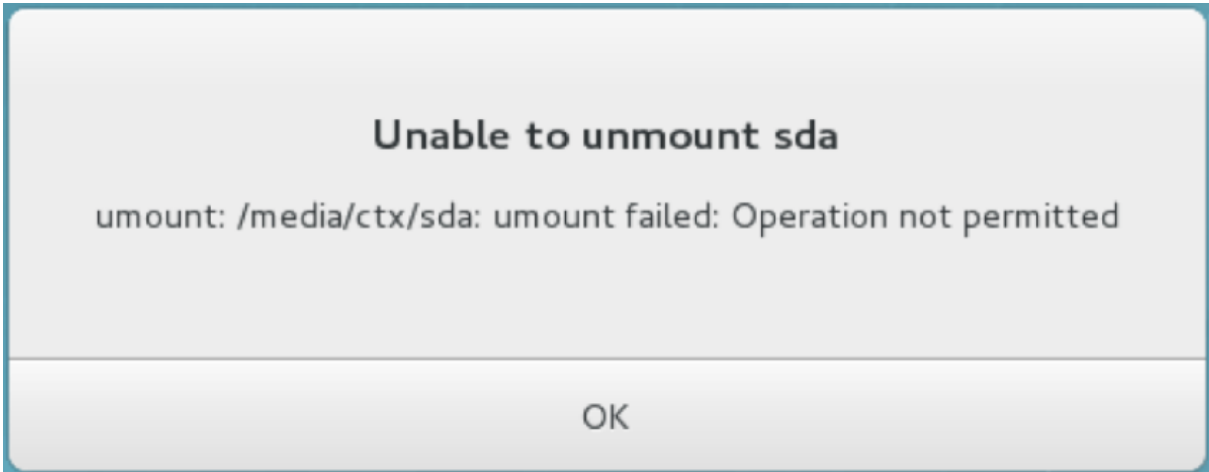 Unable to unmount sda
umount: /media/ctx/sda: umount failed: Operation not permitted
OK